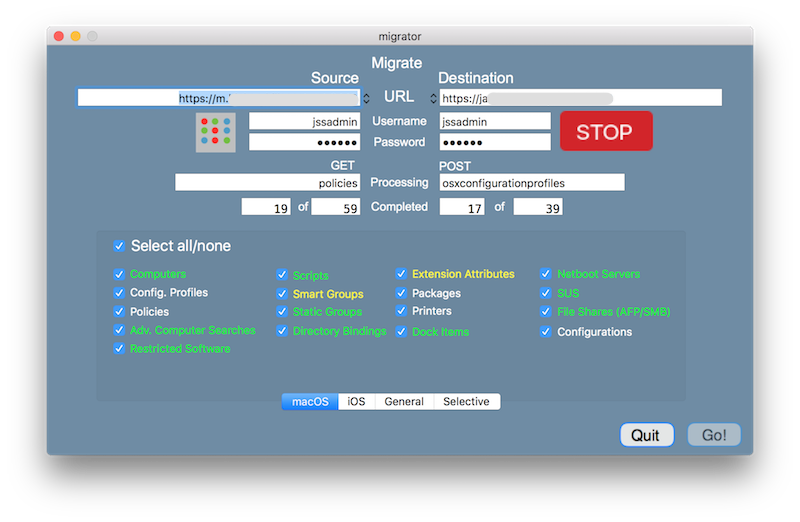 migrator
Migrate
Source Destination
https://m. URL https://ja
jssadmin Username jssadmin
•••••• Password ••••••
STOP
GET POST
policies Processing osxconfigurationprofiles
19 of 59 Completed 17 of 39
Select all/none
Computers Scripts Extension Attributes Netboot Servers
Config. Profiles Smart Groups Packages SUS
Policies Static Groups Printers File Shares (AFP/SMB)
Adv. Computer Searches Directory Bindings Dock Items Configurations
Restricted Software
macOS iOS General Selective
Quit Go!